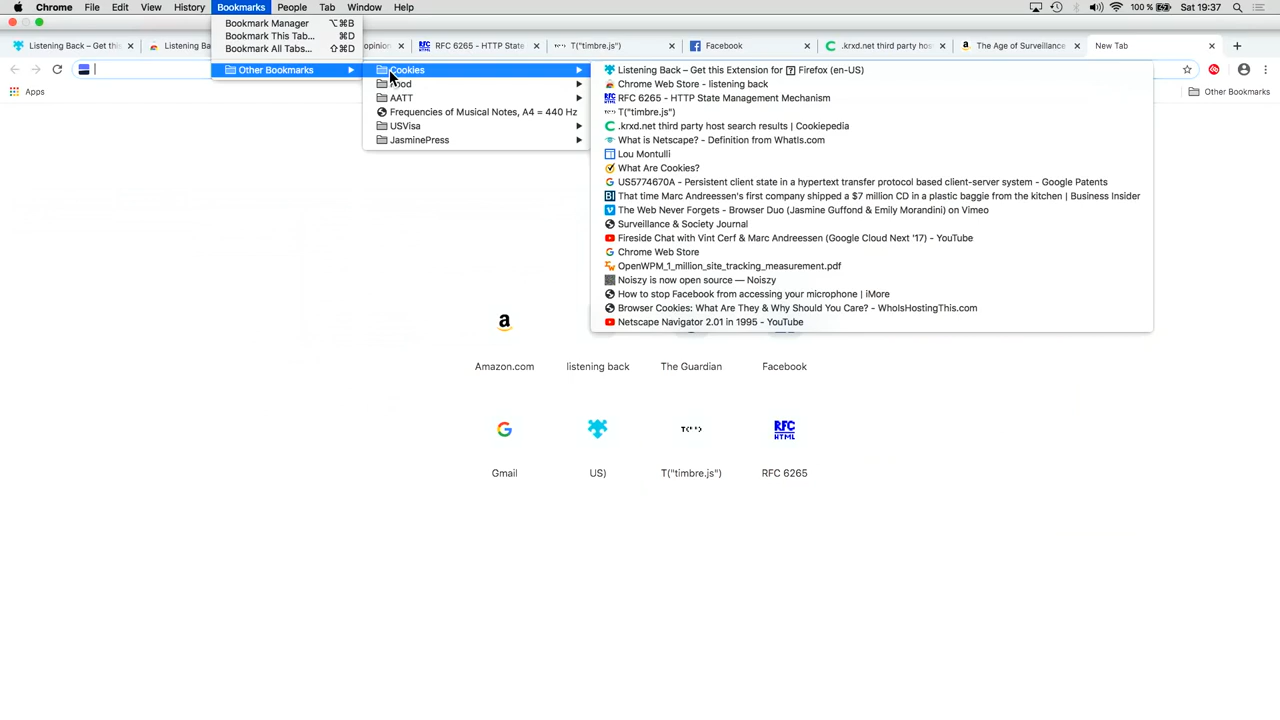 Chrome File Edit View History Bookmarks People Tab Window Help 100 % Sat 19:37
Bookmark Manager ⌥⌘B
Bookmark This Tab... ⌘D
Bookmark All Tabs... ⇧⌘D
Other Bookmarks
Listening Back – Get this
Listening Ba
opinion
RFC 6265 - HTTP State
T("timbre.js")
Facebook
.krxd.net third party hos
The Age of Surveillance
New Tab
Apps
Other Bookmarks
Cookies
AATT
Frequencies of Musical Notes, A4 = 440 Hz
USVisa
JasminePress
Listening Back – Get this Extension for ? Firefox (en-US)
Chrome Web Store - listening back
RFC 6265 - HTTP State Management Mechanism
T("timbre.js")
.krxd.net third party host search results | Cookiepedia
What is Netscape? - Definition from WhatIs.com
Lou Montulli
What Are Cookies?
US5774670A - Persistent client state in a hypertext transfer protocol based client-server system - Google Patents
That time Marc Andreessen's first company shipped a $7 million CD in a plastic baggie from the kitchen | Business Insider
The Web Never Forgets - Browser Duo (Jasmine Guffond & Emily Morandini) on Vimeo
Surveillance & Society Journal
Fireside Chat with Vint Cerf & Marc Andreessen (Google Cloud Next '17) - YouTube
Chrome Web Store
OpenWPM_1_million_site_tracking_measurement.pdf
Noiszy is now open source — Noiszy
How to stop Facebook from accessing your microphone | iMore
Browser Cookies: What Are They & Why Should You Care? - WhoIsHostingThis.com
Netscape Navigator 2.01 in 1995 - YouTube
Amazon.com
listening back
The Guardian
Facebook
Gmail
US)
T("timbre.js")
RFC 6265